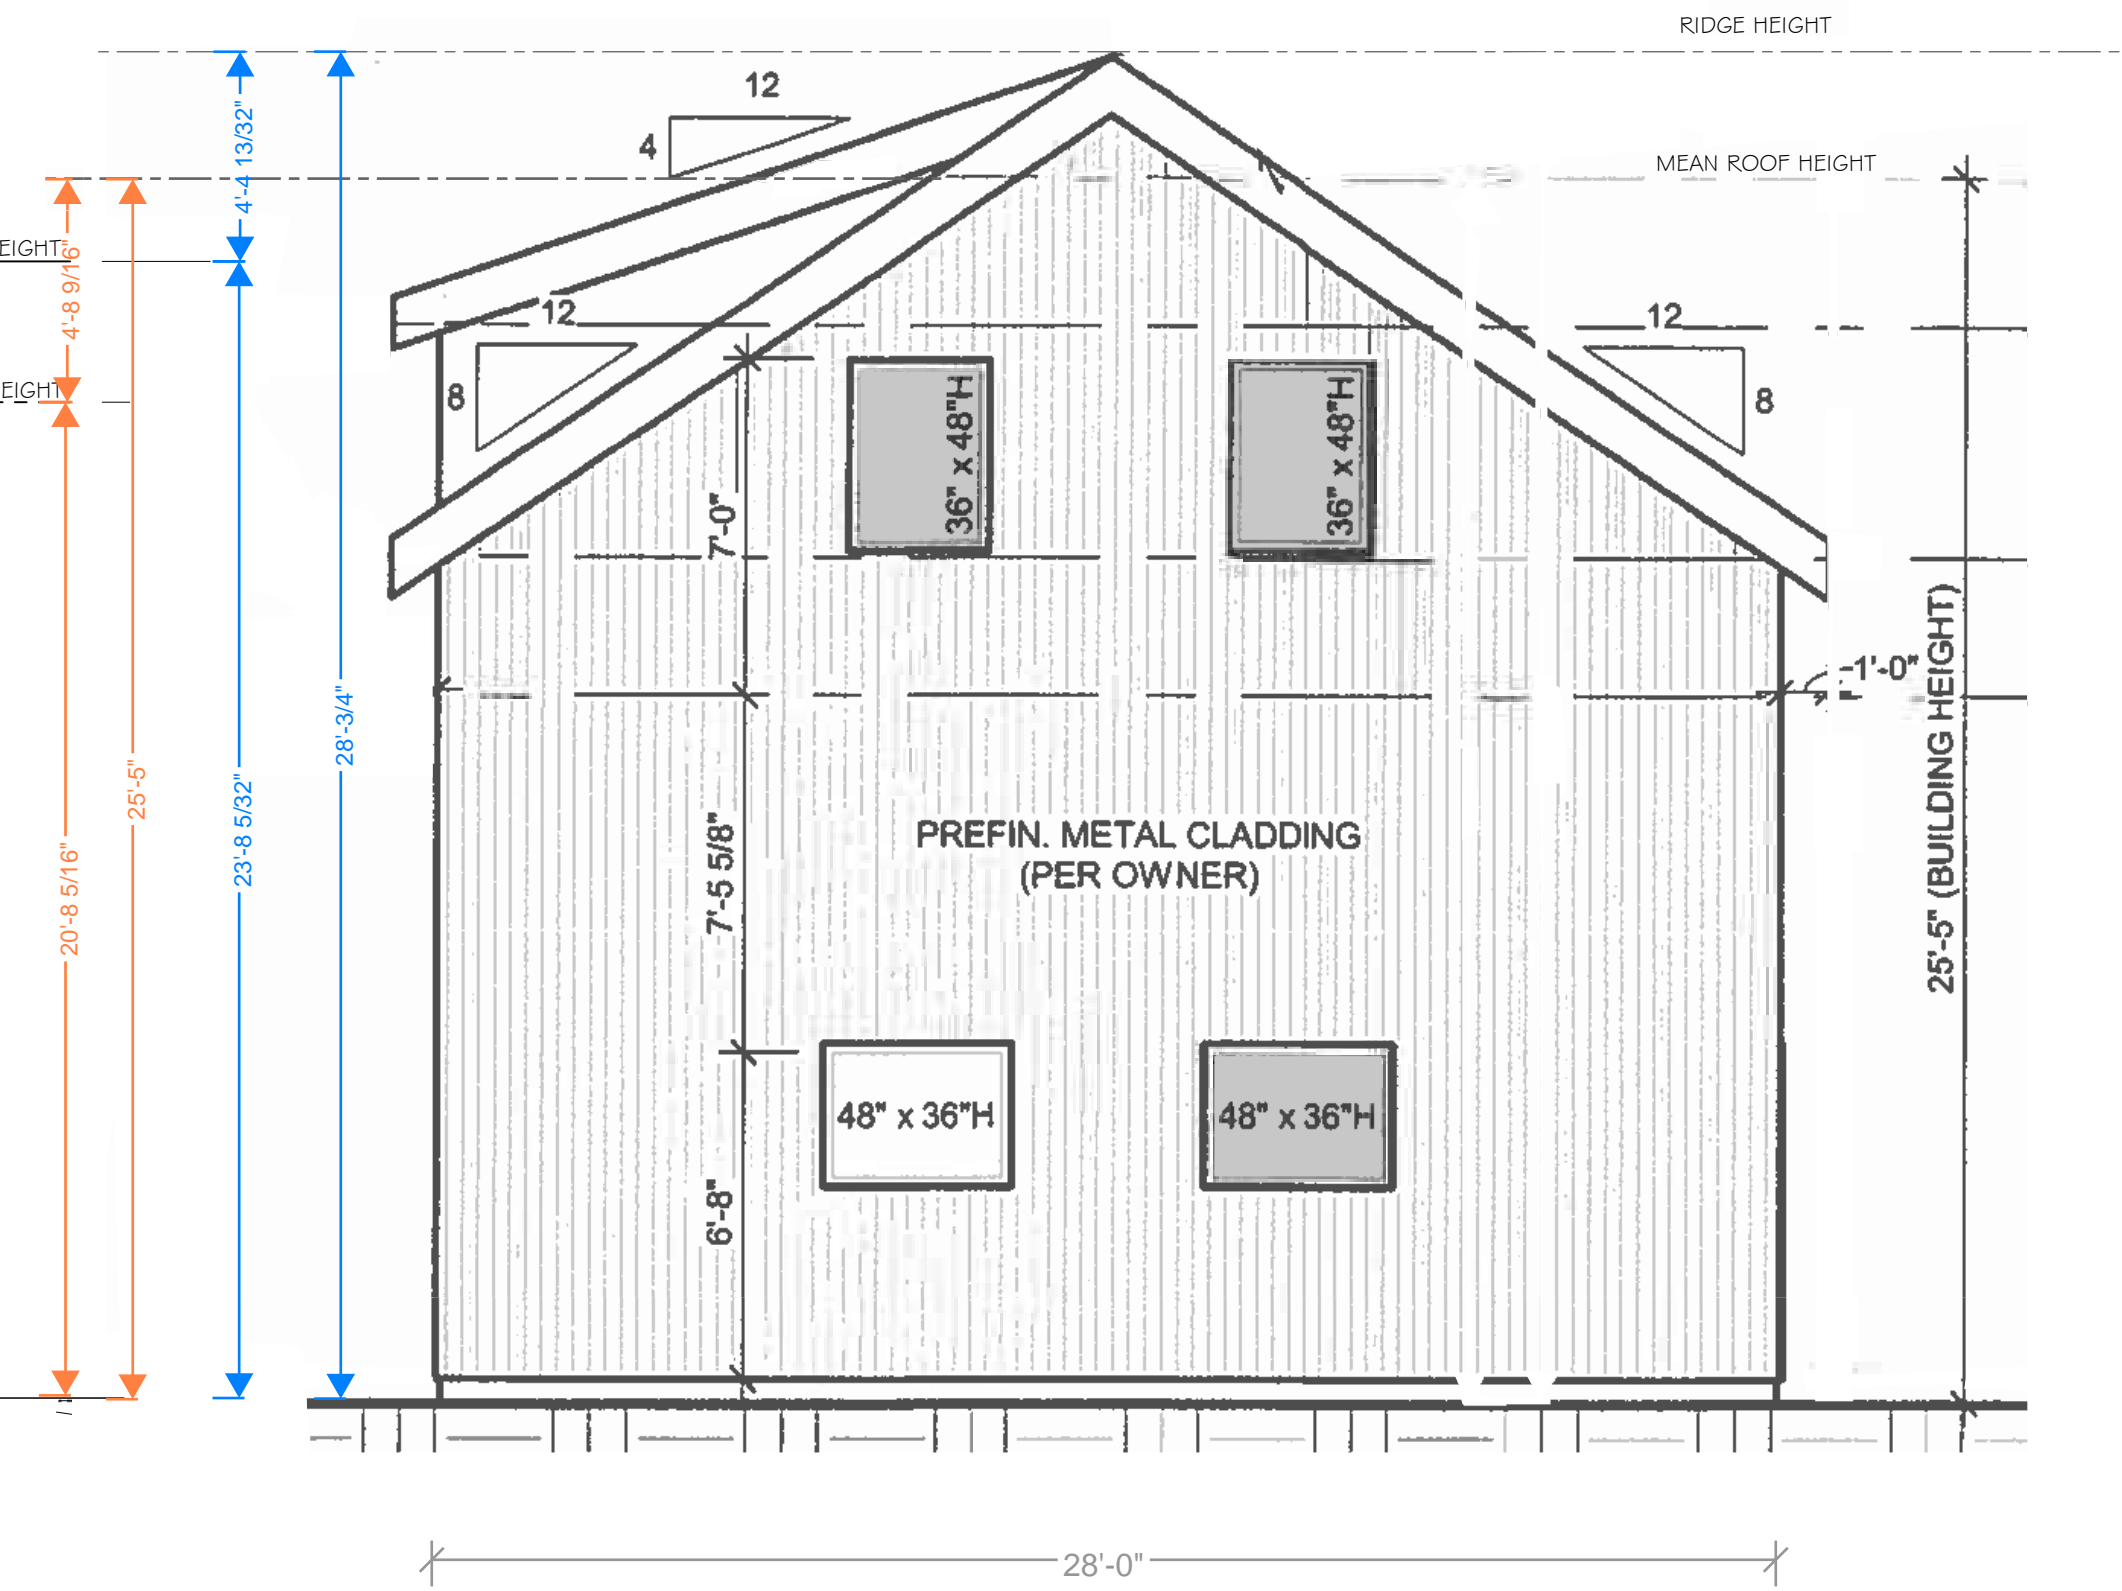 RIDGE HEIGHT
12
4
4'-4 13/32"
MEAN ROOF HEIGHT
EIGHT
4'-8 9/16"
12
12
8
8
EIGHT
36" x 48"H
36" x 48"H
7'-0"
28'-3/4"
1'-0"
25'-5"
23'-8 5/32"
20'-8 5/16"
7'-5 5/8"
PREFIN. METAL CLADDING
(PER OWNER)
25'-5" (BUILDING HEIGHT)
48" x 36"H
48" x 36"H
6'-8"
28'-0"